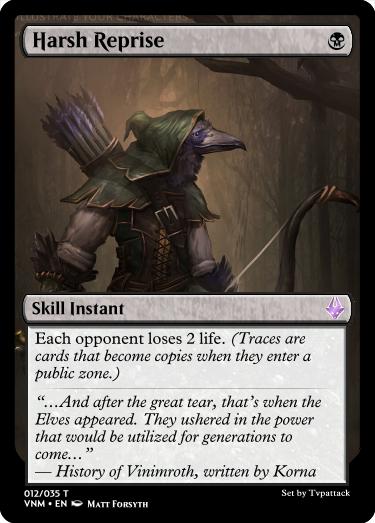 ILLUSTRATE YOUR CHARACTERS
Harsh Reprise
Skill Instant
Each opponent loses 2 life. (Traces are
cards that become copies when they enter a
public zone.)
“…And after the great tear, that’s when the
Elves appeared. They ushered in the power
that would be utilized for generations to
come…”
— History of Vinimroth, written by Korna
012/035 T
Set by Tvpattack
VNM • EN Matt Forsyth